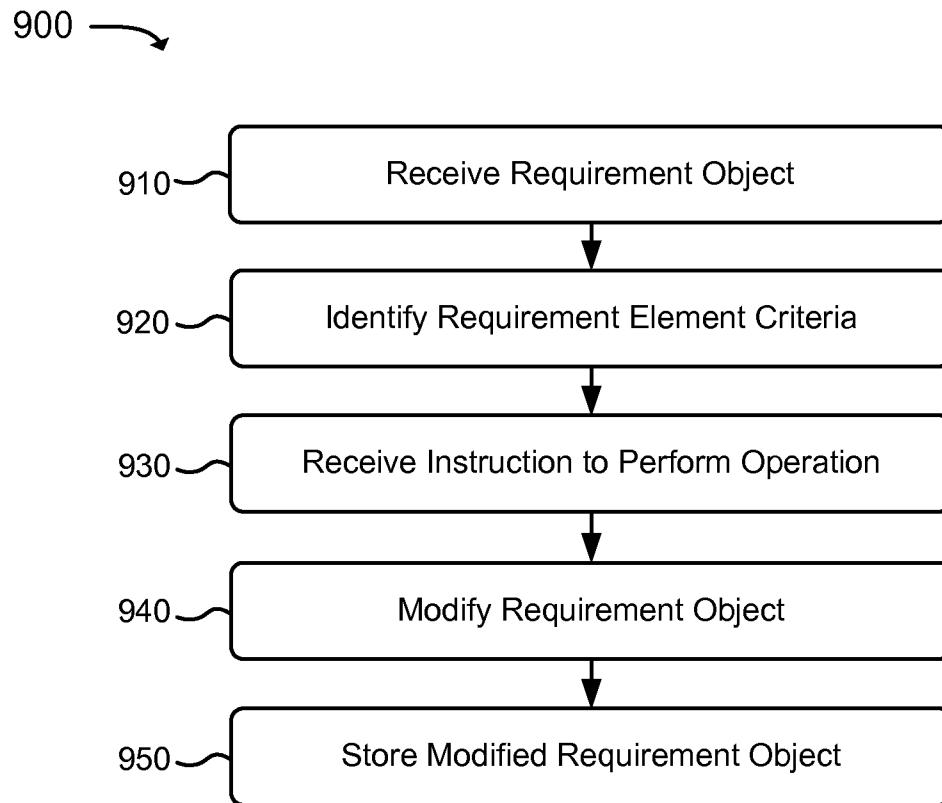 900
910 Receive Requirement Object
920 Identify Requirement Element Criteria
930 Receive Instruction to Perform Operation
940 Modify Requirement Object
950 Store Modified Requirement Object